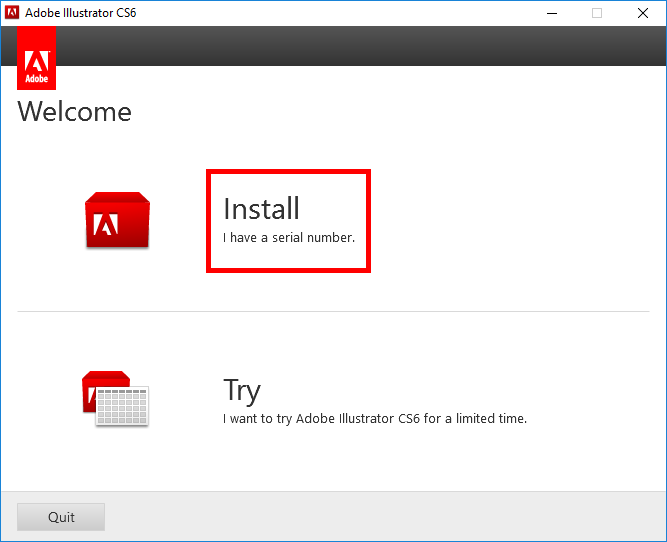 Adobe Illustrator CS6
Adobe
Welcome
Install
I have a serial number.
Try
I want to try Adobe Illustrator CS6 for a limited time.
Quit